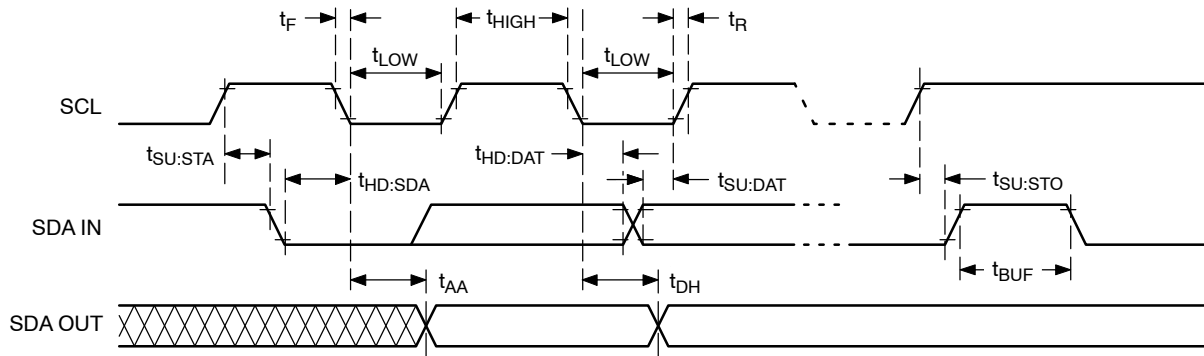 tF
tHIGH
tR
tLOW
tLOW
SCL
tSU:STA
tHD:SDA
tHD:DAT
tSU:DAT
tSU:STO
SDA IN
tBUF
tAA
tDH
SDA OUT